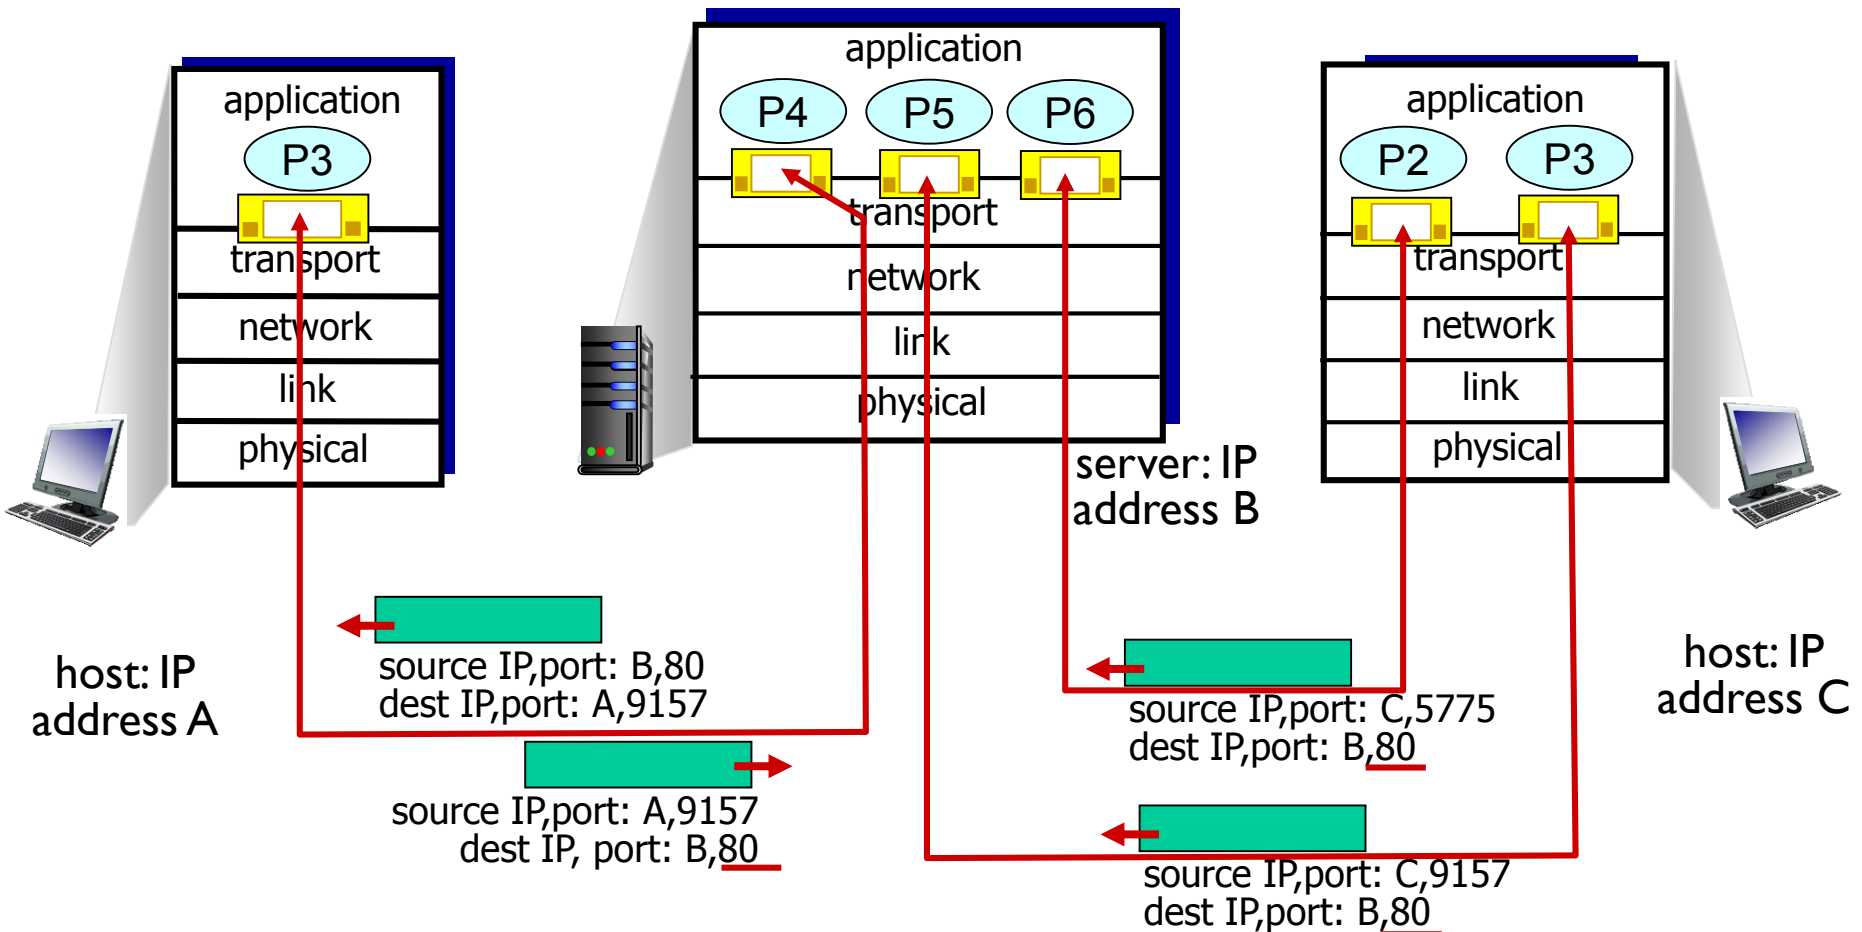 application
P3
transport
network
link
physical
host: IP
address A
application
P4 P5 P6
transport
network
link
physical
server: IP
address B
application
P2 P3
transport
network
link
physical
host: IP
address C
source IP,port: B,80
dest IP,port: A,9157
source IP,port: A,9157
dest IP, port: B,80
source IP,port: C,5775
dest IP,port: B,80
source IP,port: C,9157
dest IP,port: B,80